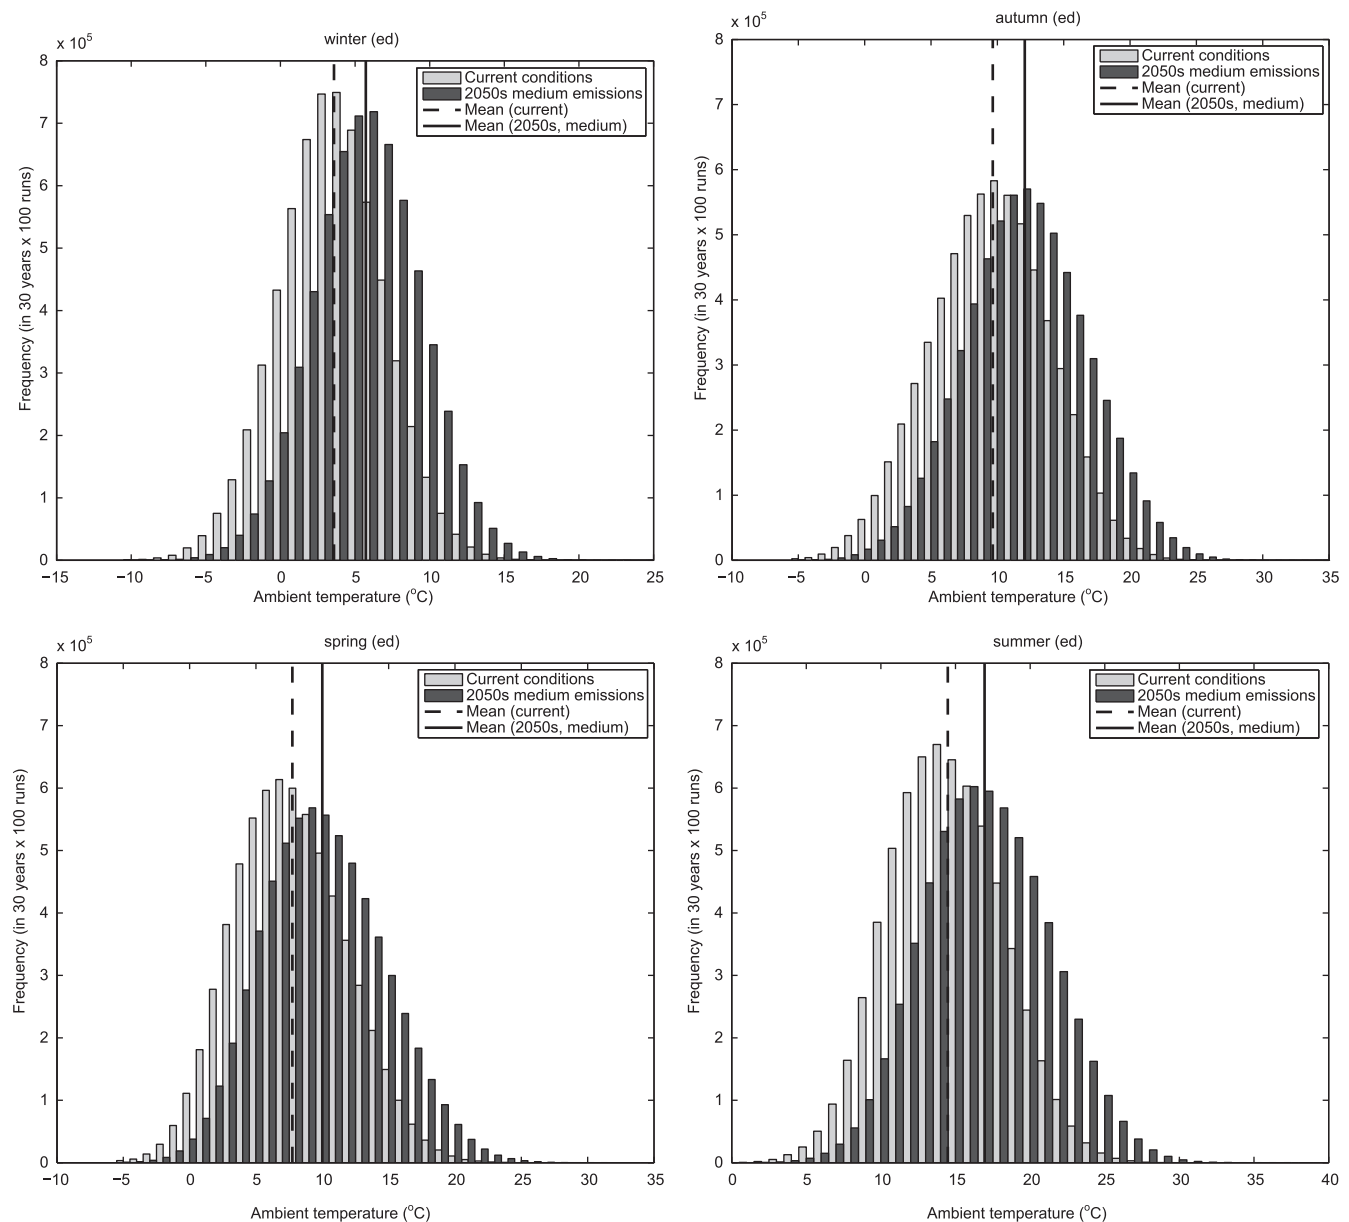 winter (ed)
x 10⁵
Current conditions
2050s medium emissions
Mean (current)
Mean (2050s, medium)
Frequency (in 30 years x 100 runs)
8
7
6
5
4
3
2
1
0
−15 −10 −5 0 5 10 15 20 25
Ambient temperature (°C)
autumn (ed)
x 10⁵
Current conditions
2050s medium emissions
Mean (current)
Mean (2050s, medium)
Frequency (in 30 years x 100 runs)
8
7
6
5
4
3
2
1
0
−10 −5 0 5 10 15 20 25 30 35
Ambient temperature (°C)
spring (ed)
x 10⁵
Current conditions
2050s medium emissions
Mean (current)
Mean (2050s, medium)
Frequency (in 30 years x 100 runs)
8
7
6
5
4
3
2
1
0
−10 −5 0 5 10 15 20 25 30 35
Ambient temperature (°C)
summer (ed)
x 10⁵
Current conditions
2050s medium emissions
Mean (current)
Mean (2050s, medium)
Frequency (in 30 years x 100 runs)
8
7
6
5
4
3
2
1
0
0 5 10 15 20 25 30 35 40
Ambient temperature (°C)